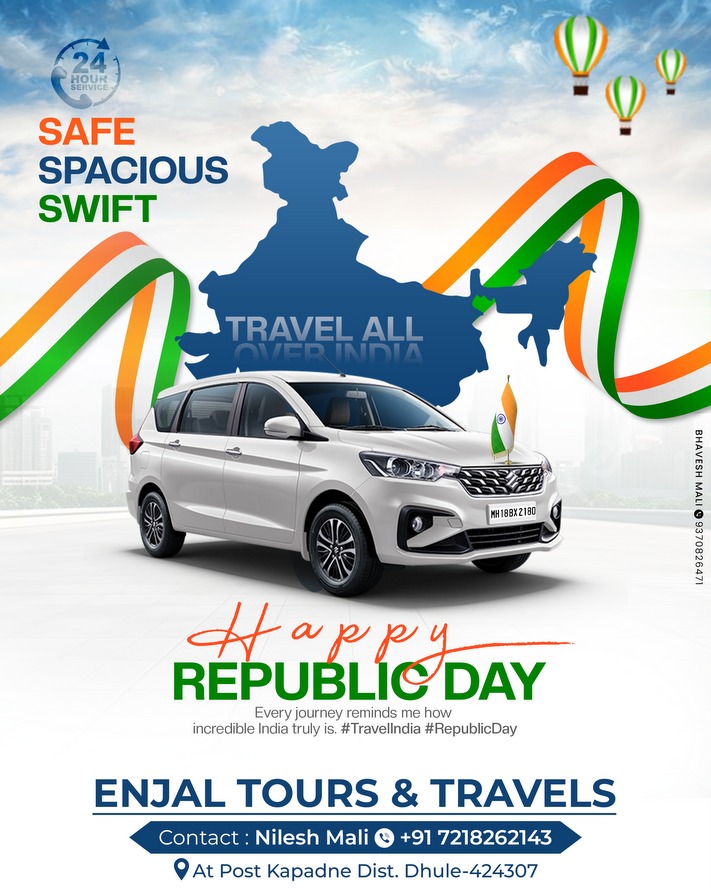 24
HOUR
SERVICE
SAFE
SPACIOUS
SWIFT
TRAVEL ALL
OVER INDIA
MH18BX2180
BHAVESH MALI 9370826471
Happy
REPUBLIC DAY
Every journey reminds me how
incredible India truly is. #TravelIndia #RepublicDay
ENJAL TOURS & TRAVELS
Contact : Nilesh Mali +91 7218262143
At Post Kapadne Dist. Dhule-424307